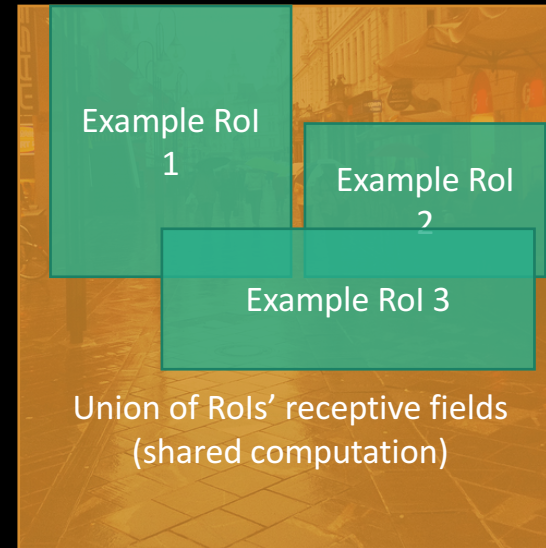 Example RoI
1
Example RoI
2
Example RoI 3
Union of RoIs’ receptive fields
(shared computation)